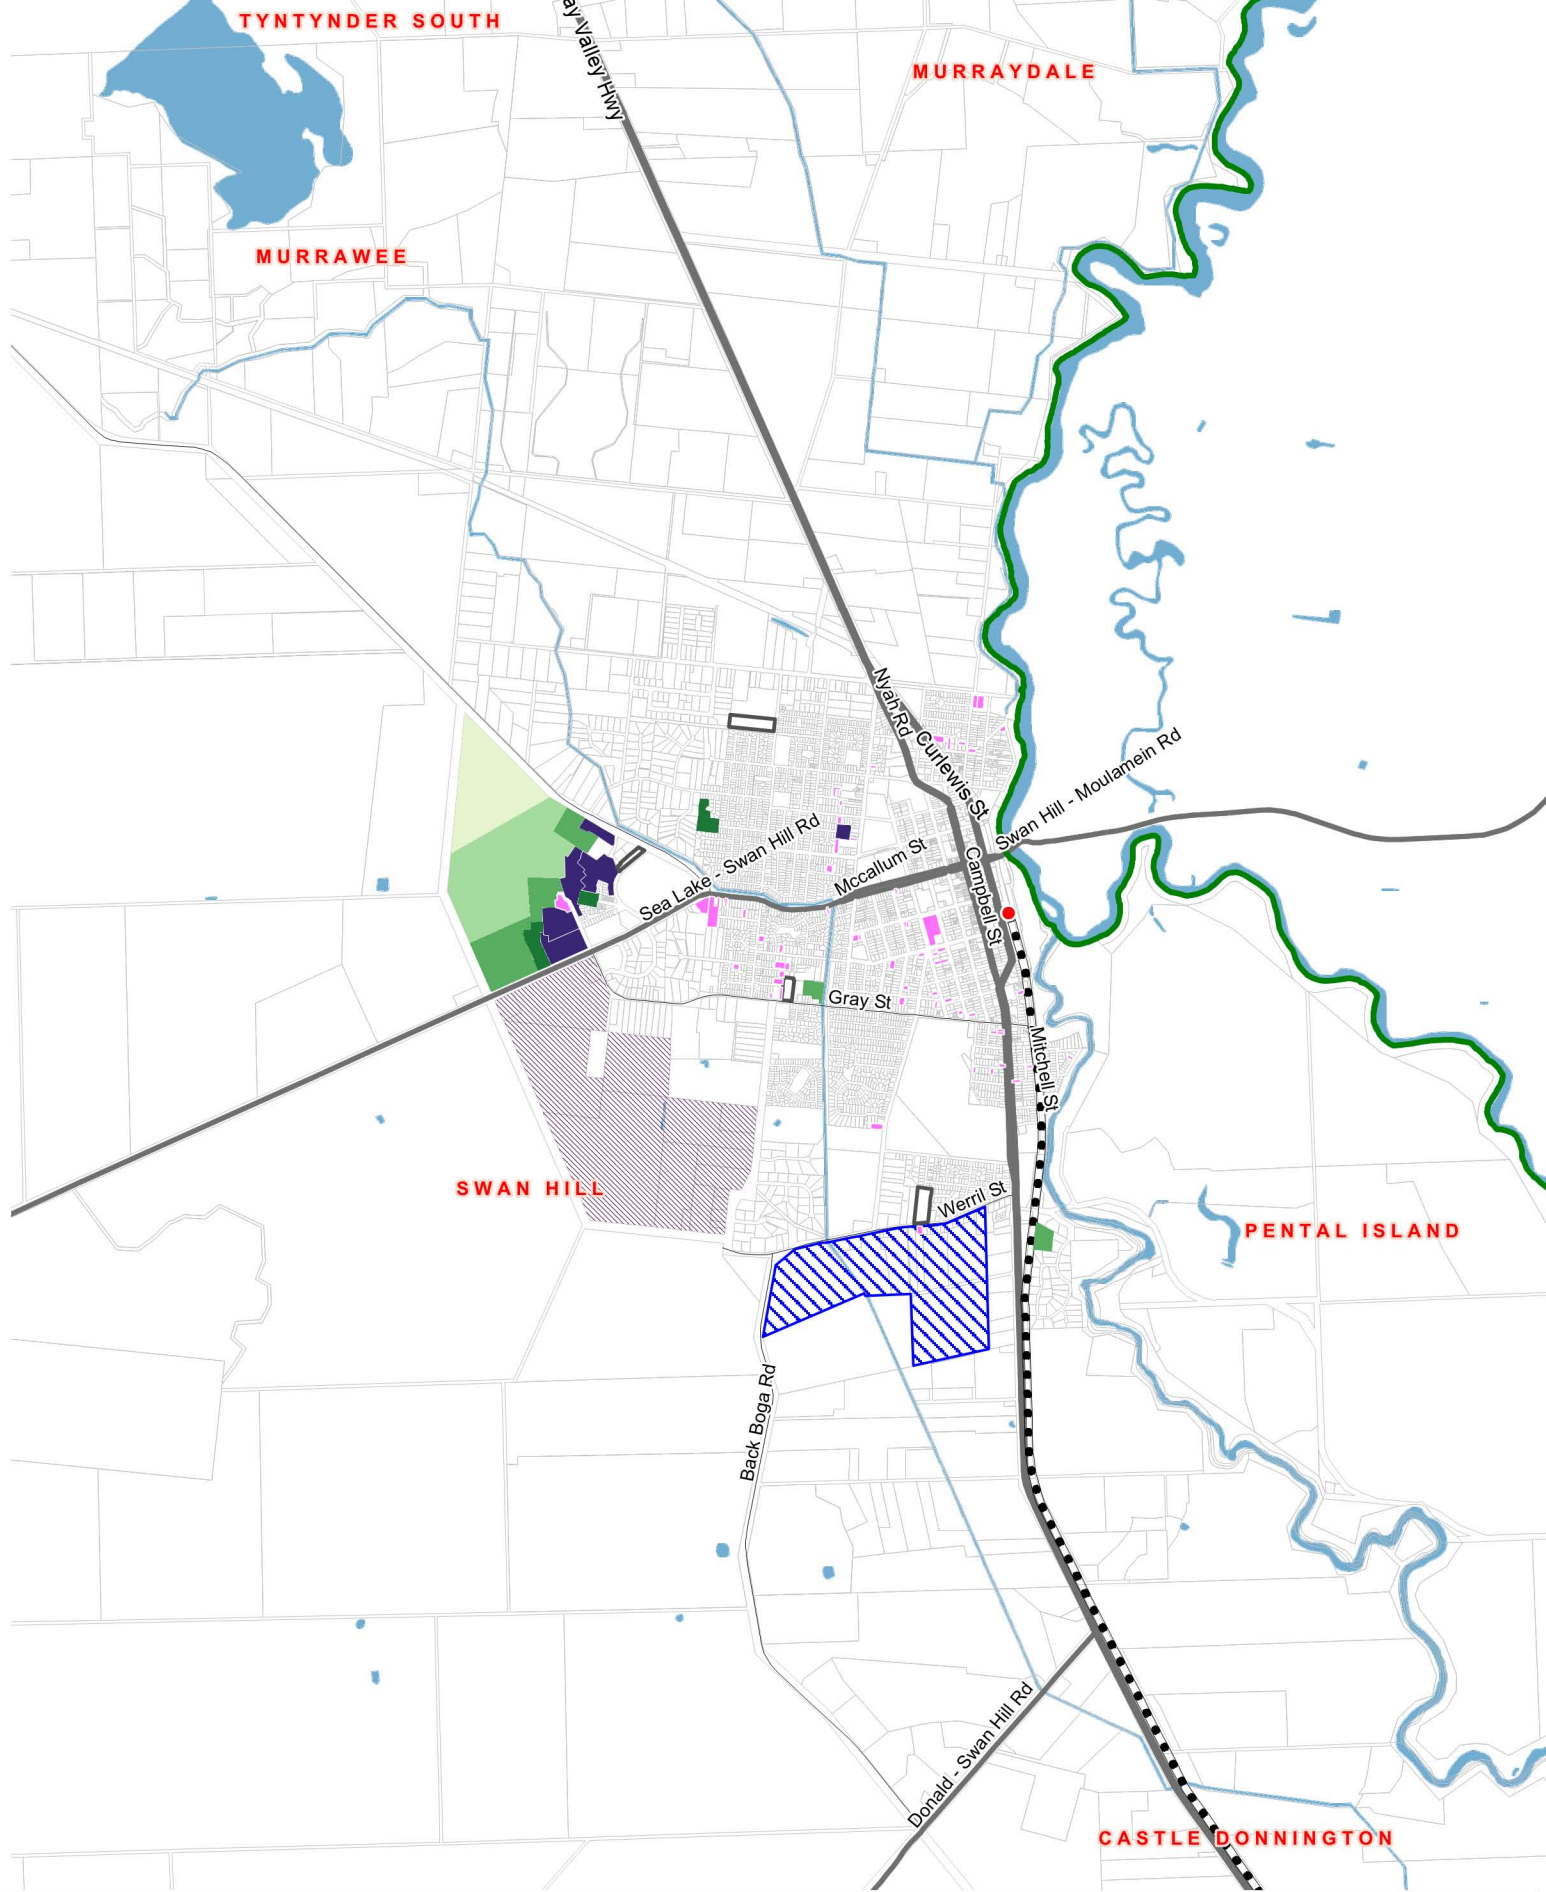 TYNTYNDER SOUTH
ay Valley Hwy
MURRAYDALE
MURRAWEE
Nyah Rd
Curlewis St
Swan Hill - Moulamein Rd
Sea Lake - Swan Hill Rd
Mccallum St
Campbell St
Gray St
Mitchell St
SWAN HILL
Werril St
PENTAL ISLAND
Back Boga Rd
Donald - Swan Hill Rd
CASTLE DONNINGTON